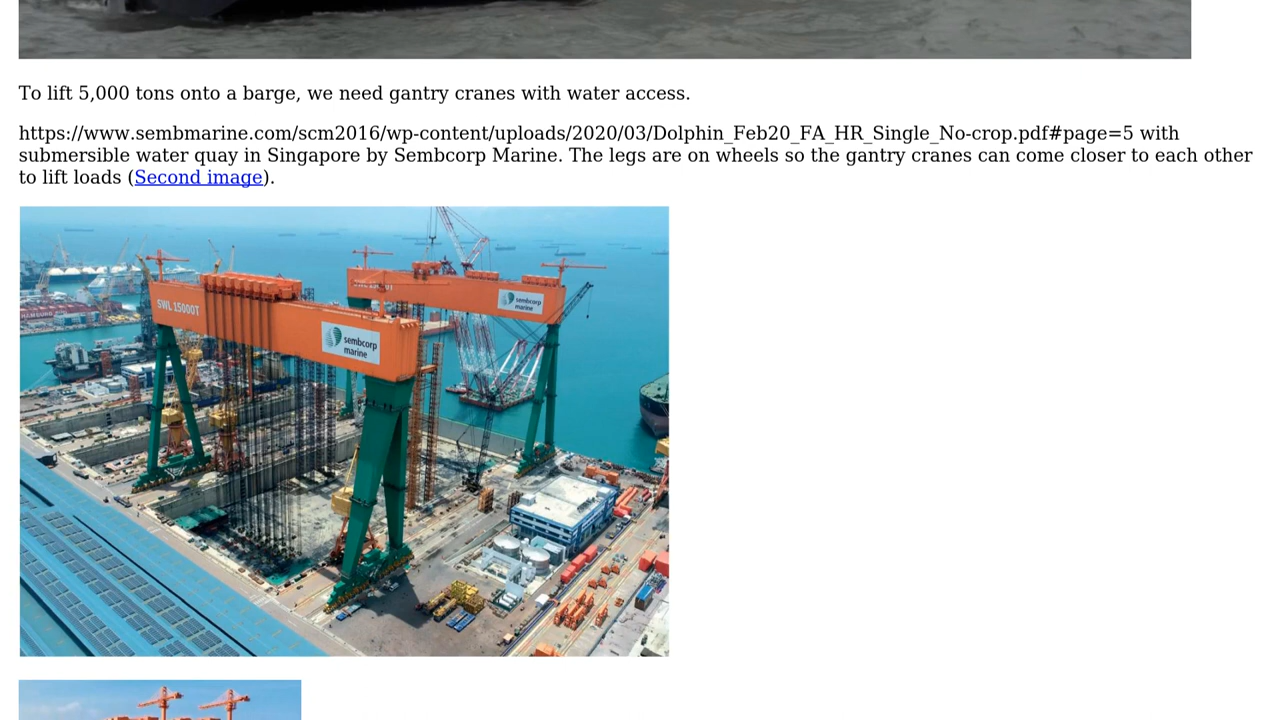 To lift 5,000 tons onto a barge, we need gantry cranes with water access.
https://www.sembmarine.com/scm2016/wp-content/uploads/2020/03/Dolphin_Feb20_FA_HR_Single_No-crop.pdf#page=5 with
submersible water quay in Singapore by Sembcorp Marine. The legs are on wheels so the gantry cranes can come closer to each other
to lift loads (Second image).
SWL 15000T
sembcorp
marine
sembcorp
marine